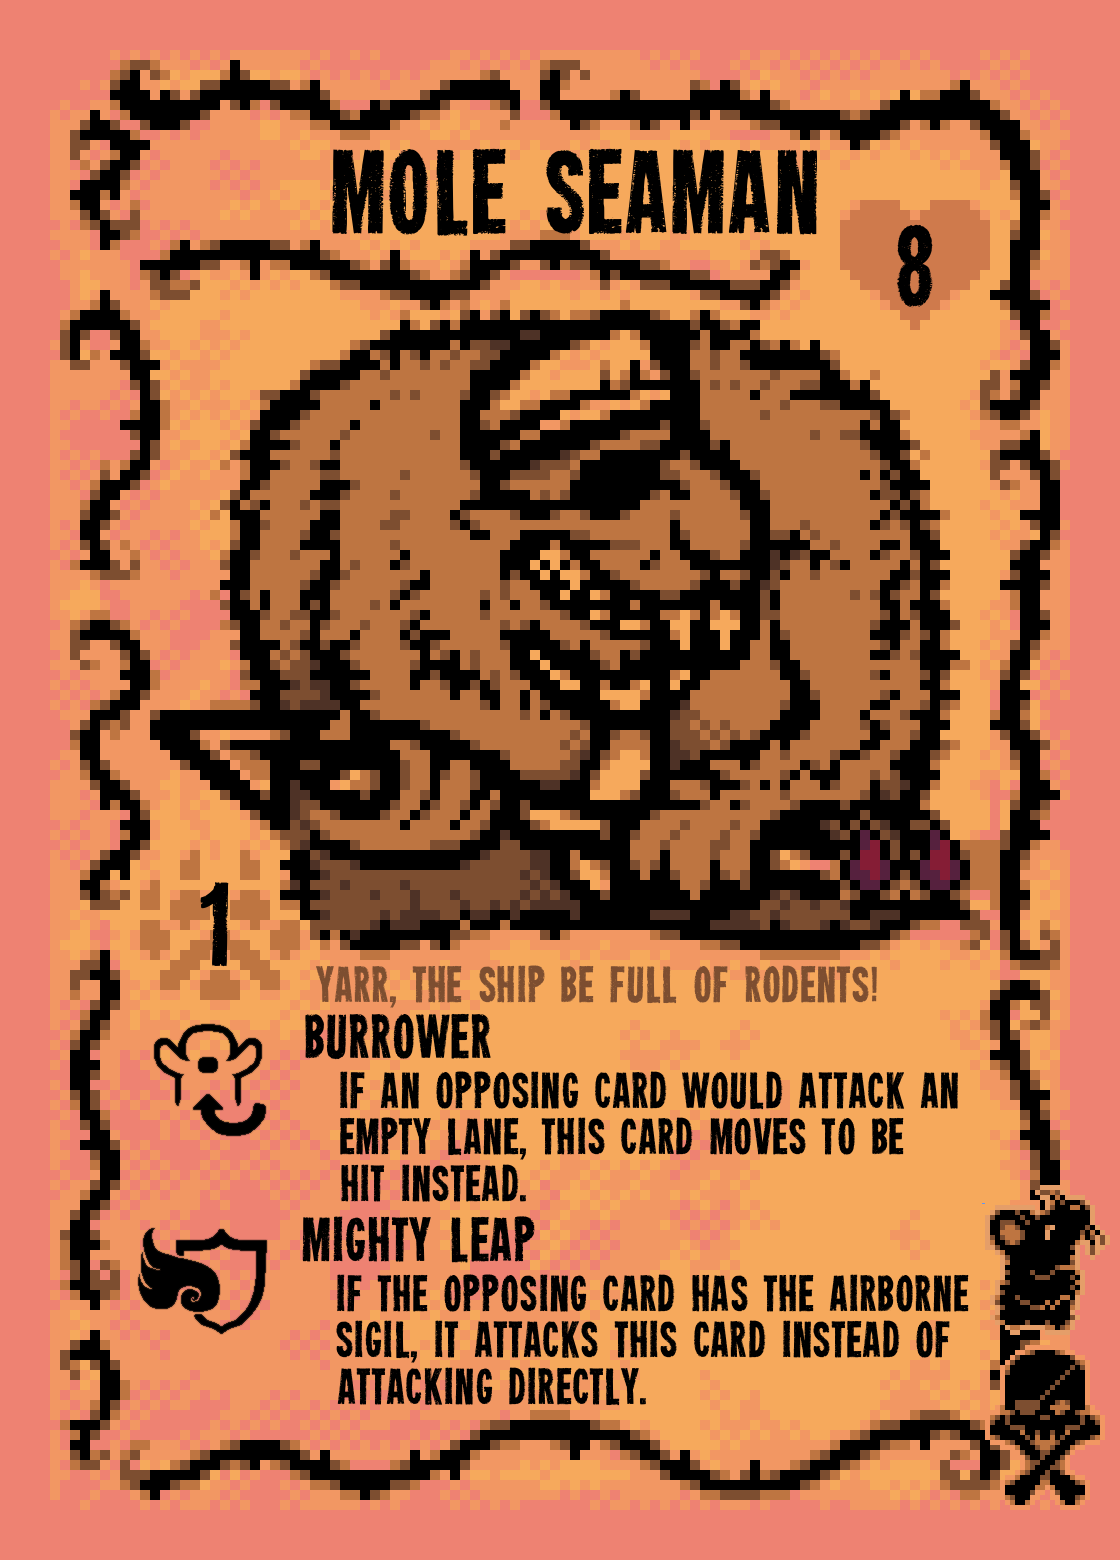 MOLE SEAMAN
8
1
YARR, THE SHIP BE FULL OF RODENTS!
BURROWER
IF AN OPPOSING CARD WOULD ATTACK AN
EMPTY LANE, THIS CARD MOVES TO BE
HIT INSTEAD.
MIGHTY LEAP
IF THE OPPOSING CARD HAS THE AIRBORNE
SIGIL, IT ATTACKS THIS CARD INSTEAD OF
ATTACKING DIRECTLY.